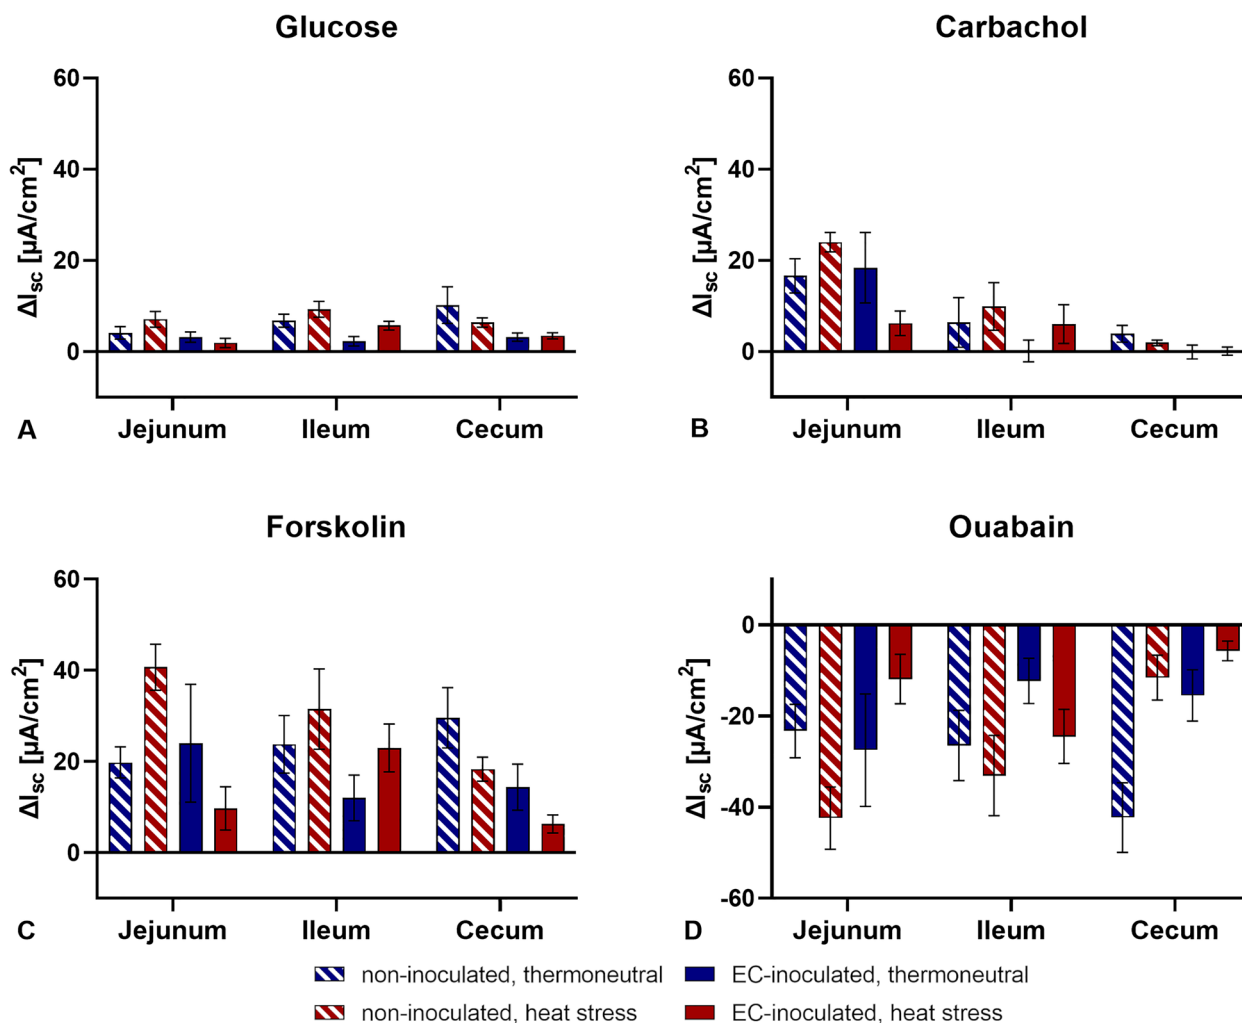 Glucose
60
40
20
0
ΔIsc [µA/cm²]
A
Jejunum Ileum Cecum
Carbachol
60
40
20
0
ΔIsc [µA/cm²]
B
Jejunum Ileum Cecum
Forskolin
60
40
20
0
ΔIsc [µA/cm²]
C
Jejunum Ileum Cecum
Ouabain
0
-20
-40
-60
ΔIsc [µA/cm²]
D
Jejunum Ileum Cecum
non-inoculated, thermoneutral EC-inoculated, thermoneutral
non-inoculated, heat stress EC-inoculated, heat stress